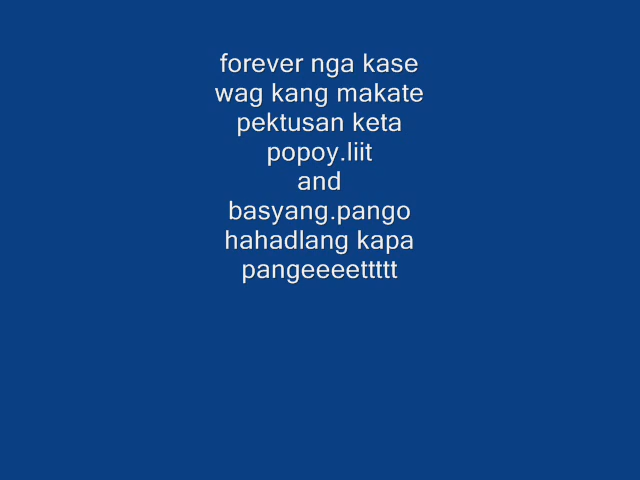 forever nga kase
wag kang makate
pektusan keta
popoy.liit
and
basyang.pango
hahadlang kapa
pangeeeettttt